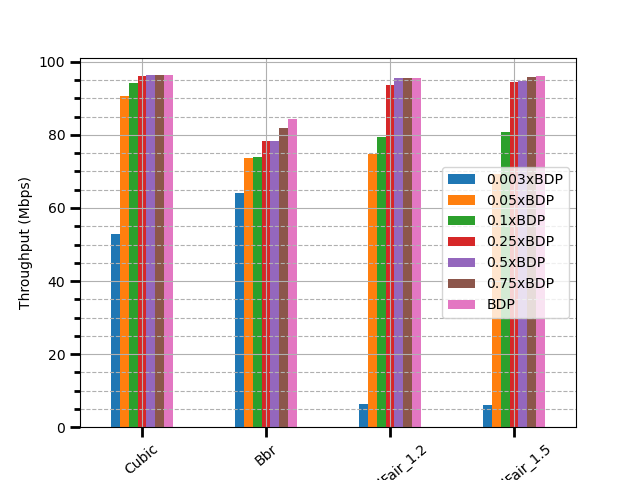 100
80
60
40
20
0
Throughput (Mbps)
0.003xBDP
0.05xBDP
0.1xBDP
0.25xBDP
0.5xBDP
0.75xBDP
BDP
Cubic
Bbr
Fair_1.2
Fair_1.5